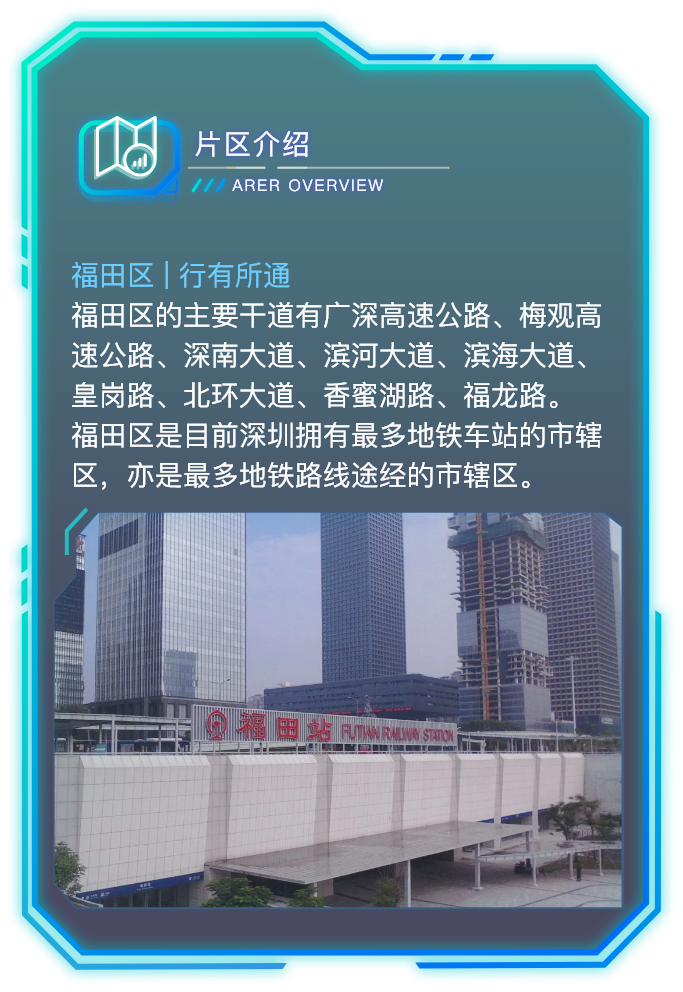 片区介绍
ARER OVERVIEW
福田区 | 行有所通
福田区的主要干道有广深高速公路、梅观高
速公路、深南大道、滨河大道、滨海大道、
皇岗路、北环大道、香蜜湖路、福龙路。
福田区是目前深圳拥有最多地铁车站的市辖
区，亦是最多地铁路线途经的市辖区。
福田站 FUTIAN RAILWAY STATION